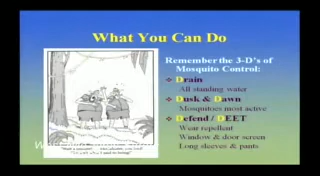 What You Can Do
Remember the 3-D's of
Mosquito Control:
Drain
All standing water
Dusk & Dawn
Mosquitoes most active
Defend / DEET
Wear repellent
Window & door screen
Long sleeves & pants